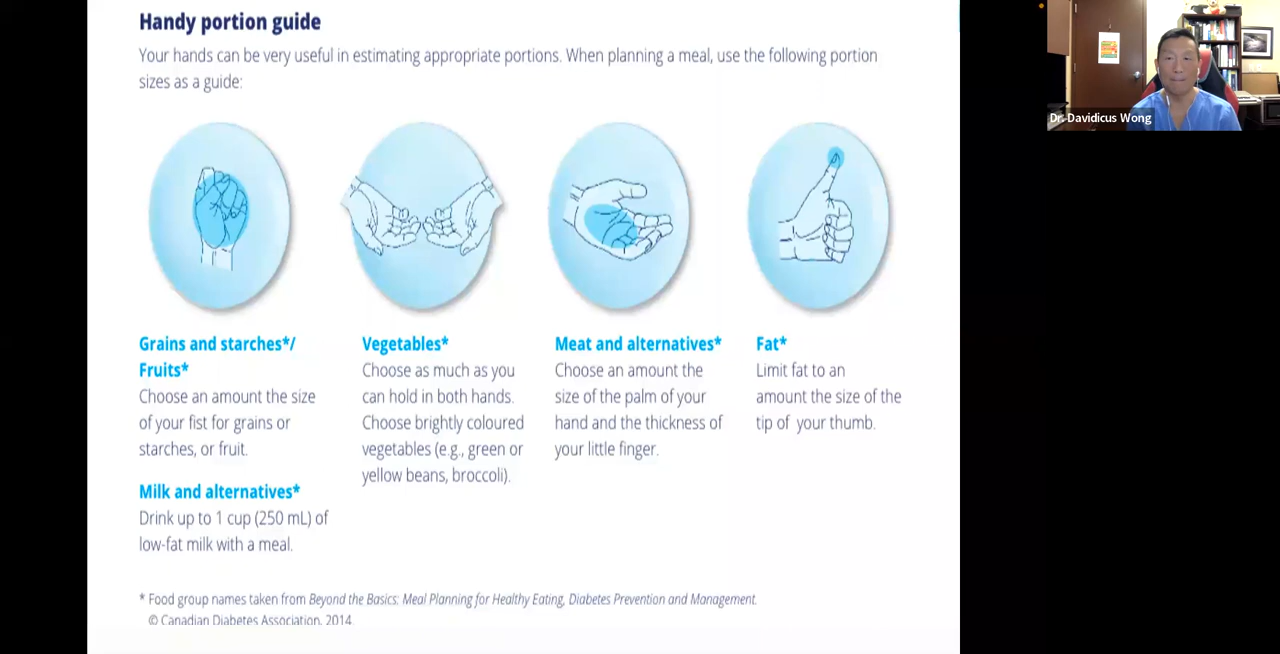 Handy portion guide
Your hands can be very useful in estimating appropriate portions. When planning a meal, use the following portion
sizes as a guide:
Grains and starches*/
Fruits*
Choose an amount the size
of your fist for grains or
starches, or fruit.
Milk and alternatives*
Drink up to 1 cup (250 mL) of
low-fat milk with a meal.
Vegetables*
Choose as much as you
can hold in both hands.
Choose brightly coloured
vegetables (e.g., green or
yellow beans, broccoli).
Meat and alternatives*
Choose an amount the
size of the palm of your
hand and the thickness of
your little finger.
Fat*
Limit fat to an
amount the size of the
tip of your thumb.
* Food group names taken from Beyond the Basics: Meal Planning for Healthy Eating, Diabetes Prevention and Management.
© Canadian Diabetes Association, 2014.
Dr. Davidicus Wong